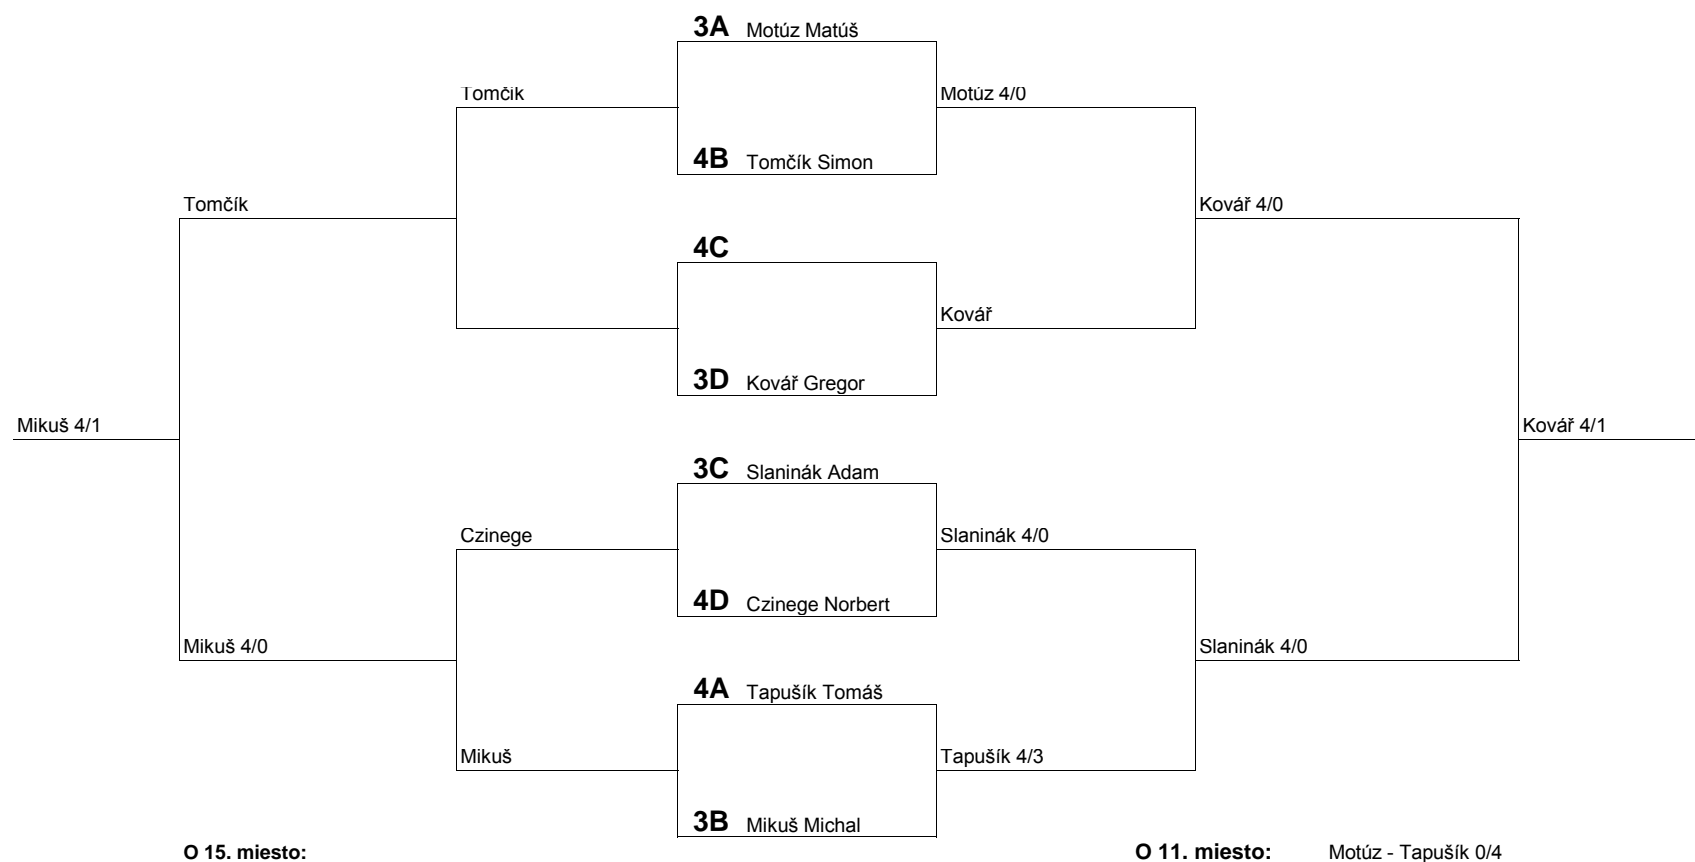 3A Motúz Matúš
Tomčík
Motúz 4/0
4B Tomčík Simon
Tomčík
Kovář 4/0
4C
Kovář
3D Kovář Gregor
Mikuš 4/1
Kovář 4/1
3C Slaninák Adam
Czinege
Slaninák 4/0
4D Czinege Norbert
Mikuš 4/0
Slaninák 4/0
4A Tapušík Tomáš
Mikuš
Tapušík 4/3
3B Mikuš Michal
O 15. miesto:
O 11. miesto: Motúz - Tapušík 0/4